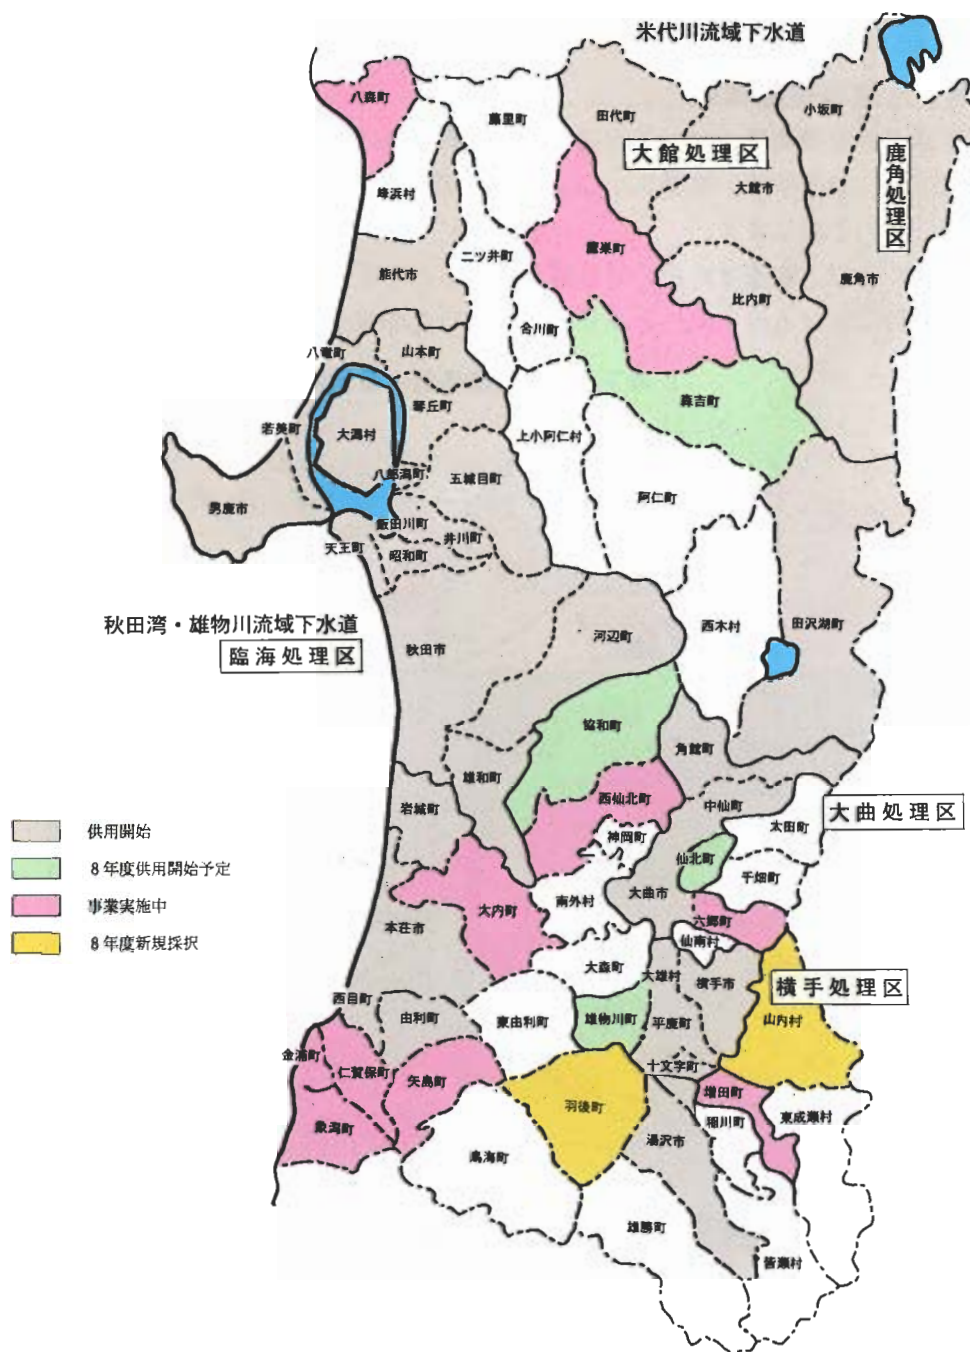 米代川流域下水道
八森町
藤里町
田代町
小坂町
大館処理区
鹿角処理区
大館市
峰浜村
鷹巣町
二ツ井町
能代市
鹿角市
比内町
合川町
八竜町
山本町
森吉町
琴丘町
若美町
大潟村
上小阿仁村
八郎潟町
五城目町
阿仁町
男鹿市
飯田川町
井川町
天王町
昭和町
秋田湾・雄物川流域下水道
臨海処理区
秋田市
河辺町
西木村
田沢湖町
協和町
角館町
雄和町
岩城町
西仙北町
中仙町
大曲処理区
太田町
神岡町
仙北町
千畑町
供用開始
8年度供用開始予定
事業実施中
8年度新規採択
大内町
南外村
大曲市
六郷町
本荘市
仙南村
大森町
大雄村
横手市
横手処理区
西目町
由利町
東由利町
雄物川町
平鹿町
山内村
金浦町
仁賀保町
矢島町
十文字町
増田町
羽後町
稲川町
東成瀬村
象潟町
湯沢市
鳥海町
雄勝町
皆瀬村